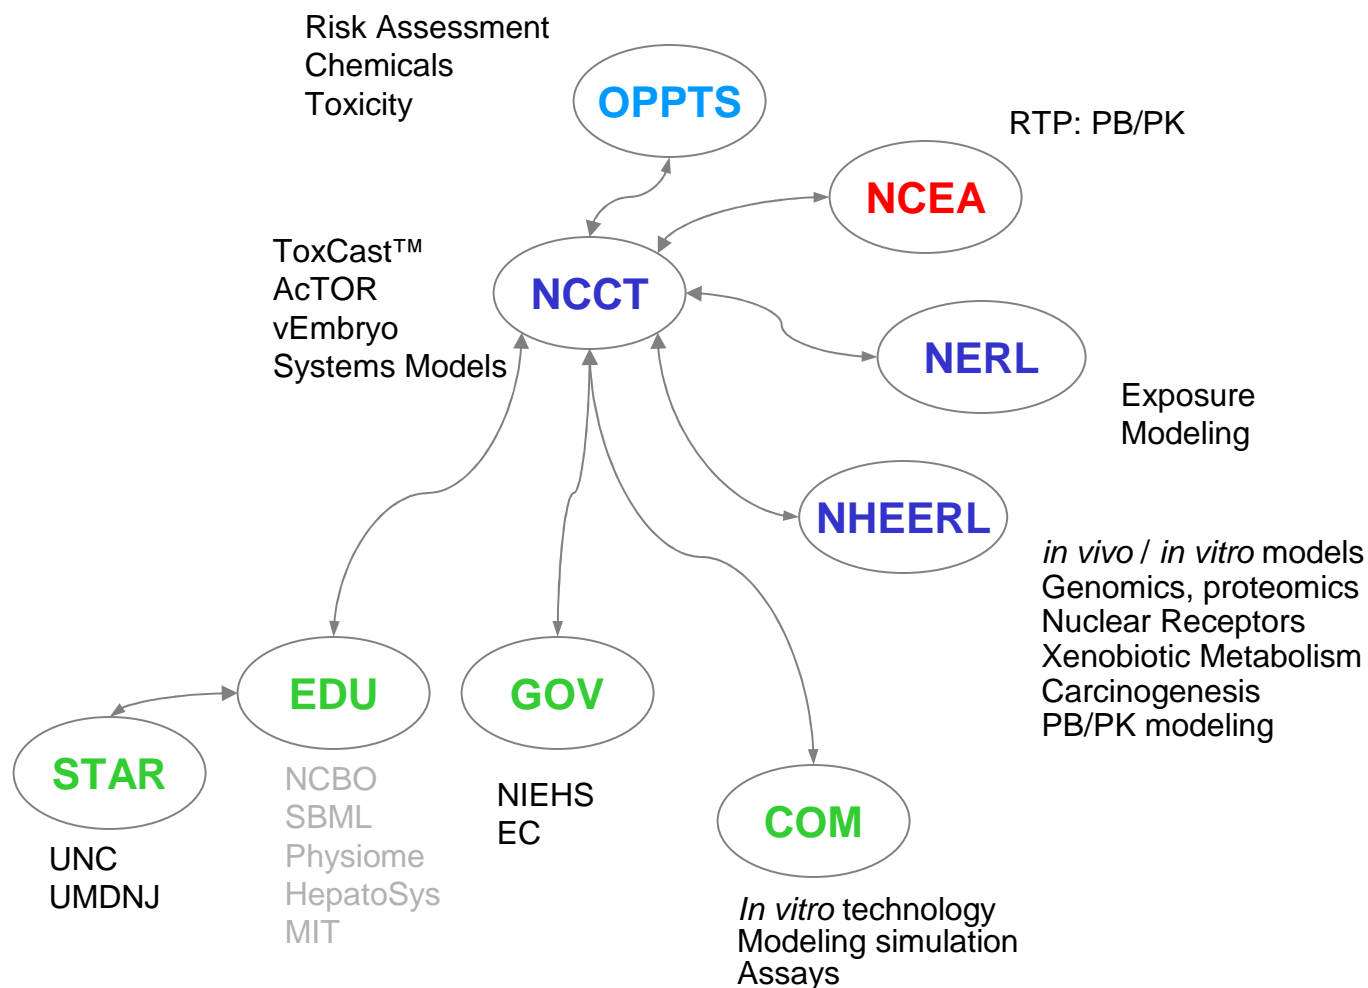 Risk Assessment
Chemicals
Toxicity
OPPTS
RTP: PB/PK
NCEA
ToxCast™
AcTOR
vEmbryo
Systems Models
NCCT
NERL
Exposure
Modeling
NHEERL
in vivo / in vitro models
Genomics, proteomics
Nuclear Receptors
Xenobiotic Metabolism
Carcinogenesis
PB/PK modeling
EDU
NCBO
SBML
Physiome
HepatoSys
MIT
GOV
NIEHS
EC
STAR
UNC
UMDNJ
COM
In vitro technology
Modeling simulation
Assays